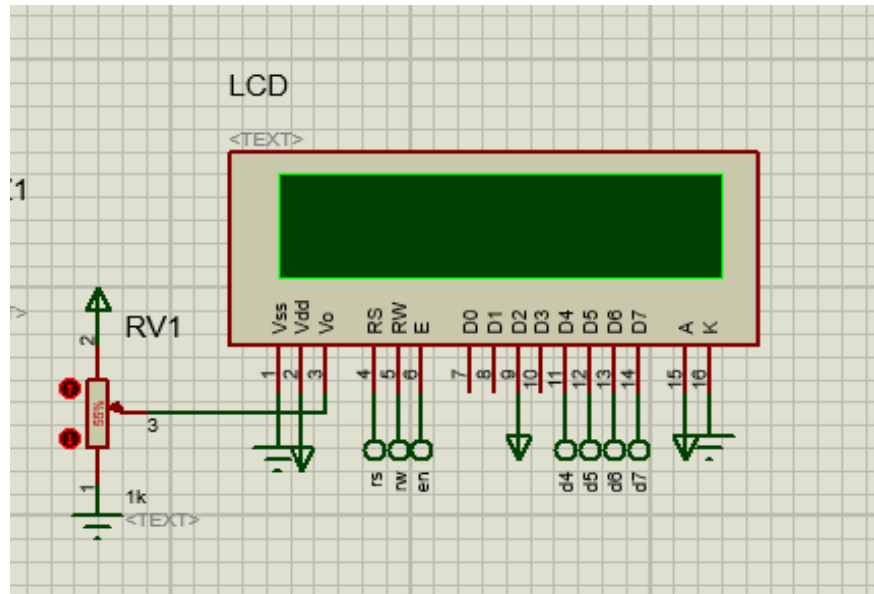 LCD
<TEXT>
:1
>
RV1
Vss Vdd Vo RS RW E D0 D1 D2 D3 D4 D5 D6 D7 A K
1 2 3 4 5 6 7 8 9 10 11 12 13 14 15 16
2
55%
3
1
1k
<TEXT>
rs rw en d4 d5 d6 d7